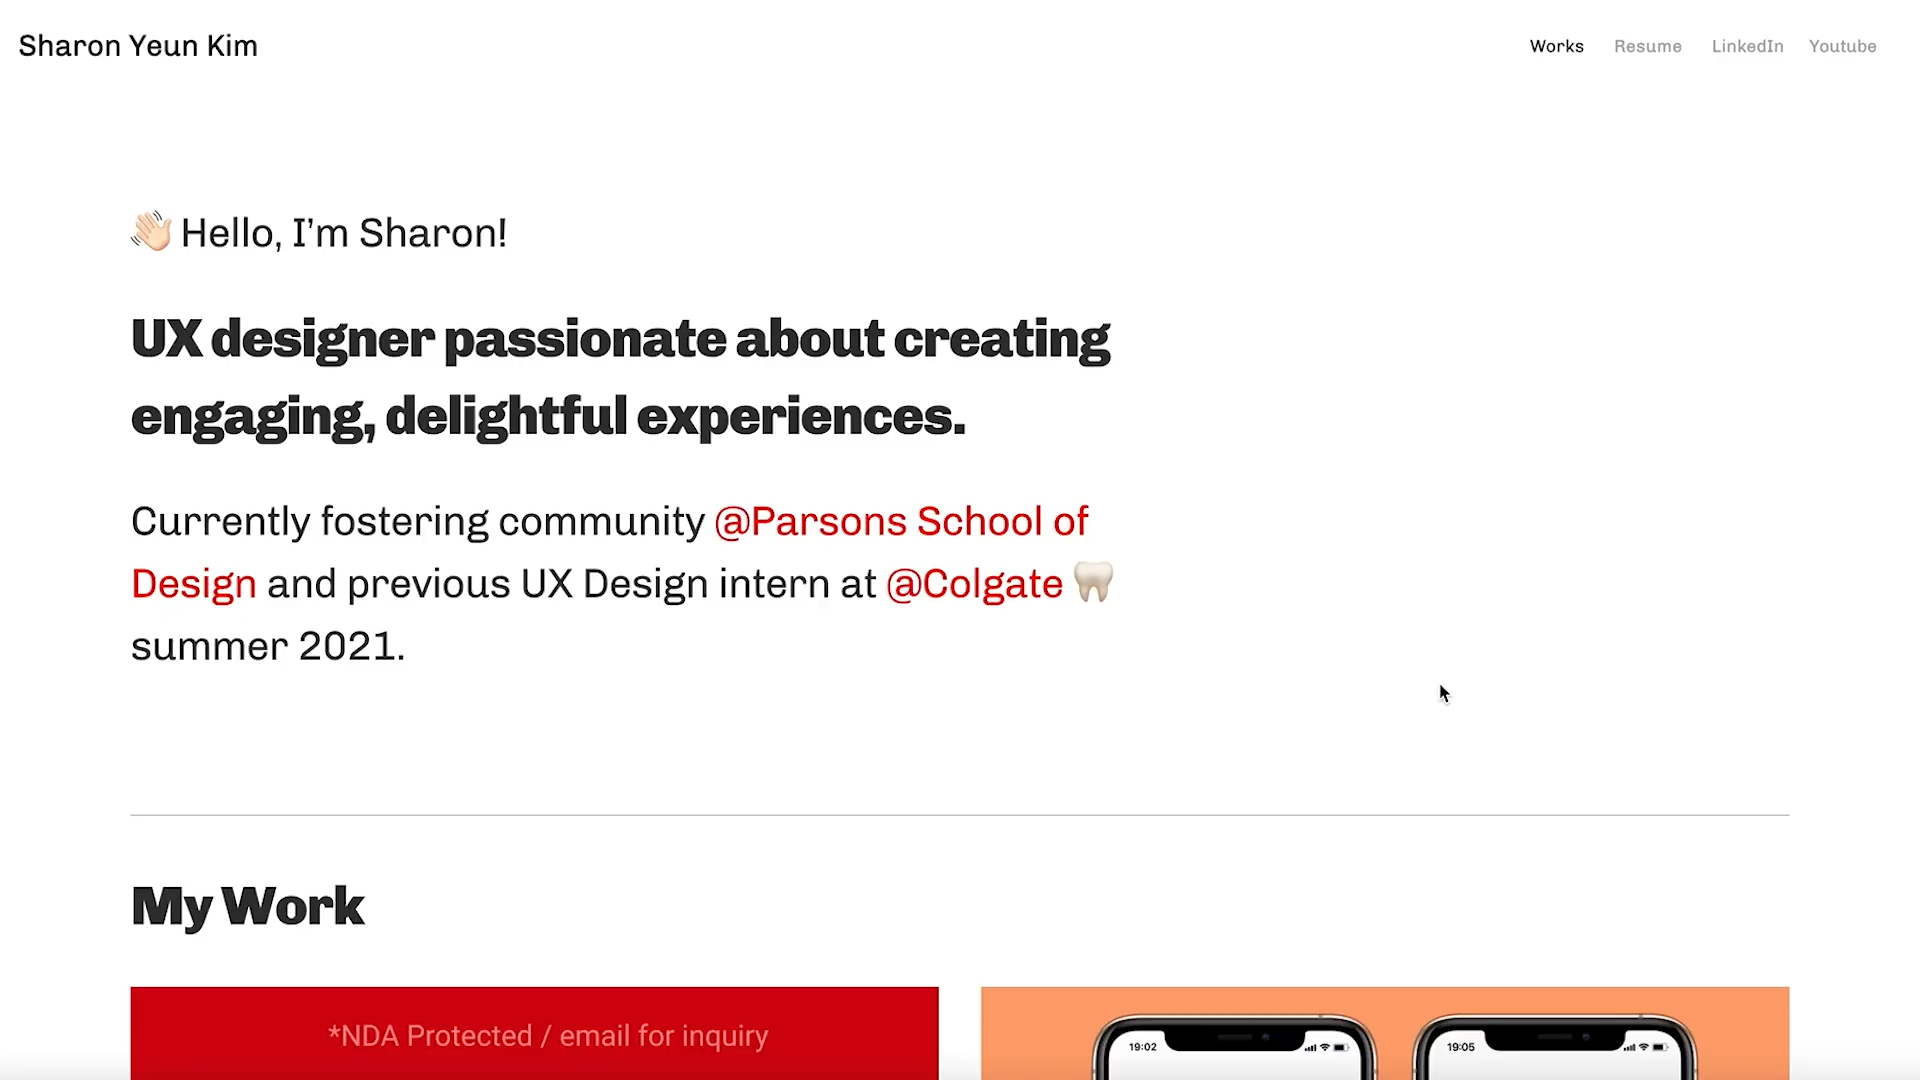 Sharon Yeun Kim
Works Resume LinkedIn Youtube
👋🏻 Hello, I’m Sharon!
UX designer passionate about creating
engaging, delightful experiences.
Currently fostering community @Parsons School of
Design and previous UX Design intern at @Colgate 🦷
summer 2021.
My Work
*NDA Protected / email for inquiry
19:02
19:05